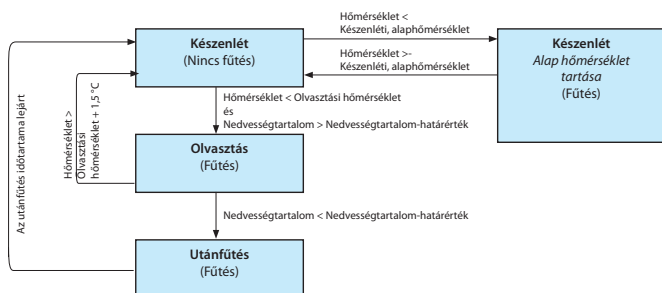 Készenlét
(Nincs fűtés)
Hőmérséklet <
Készenléti, alaphőmérséklet
Hőmérséklet >-
Készenléti, alaphőmérséklet
Készenlét
Alap hőmérséklet
tartása
(Fűtés)
Hőmérséklet < Olvasztási hőmérséklet
és
Nedvességtartalom > Nedvességtartalom-határérték
Olvasztás
(Fűtés)
Hőmérséklet >
Olvasztási
hőmérséklet + 1,5 °C
Az utánfűtés időtartama lejárt
Nedvességtartalom < Nedvességtartalom-határérték
Utánfűtés
(Fűtés)